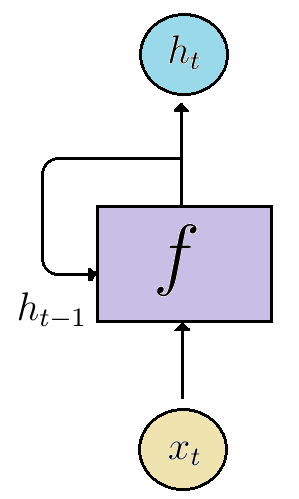 h_t
f
h_{t-1}
x_t